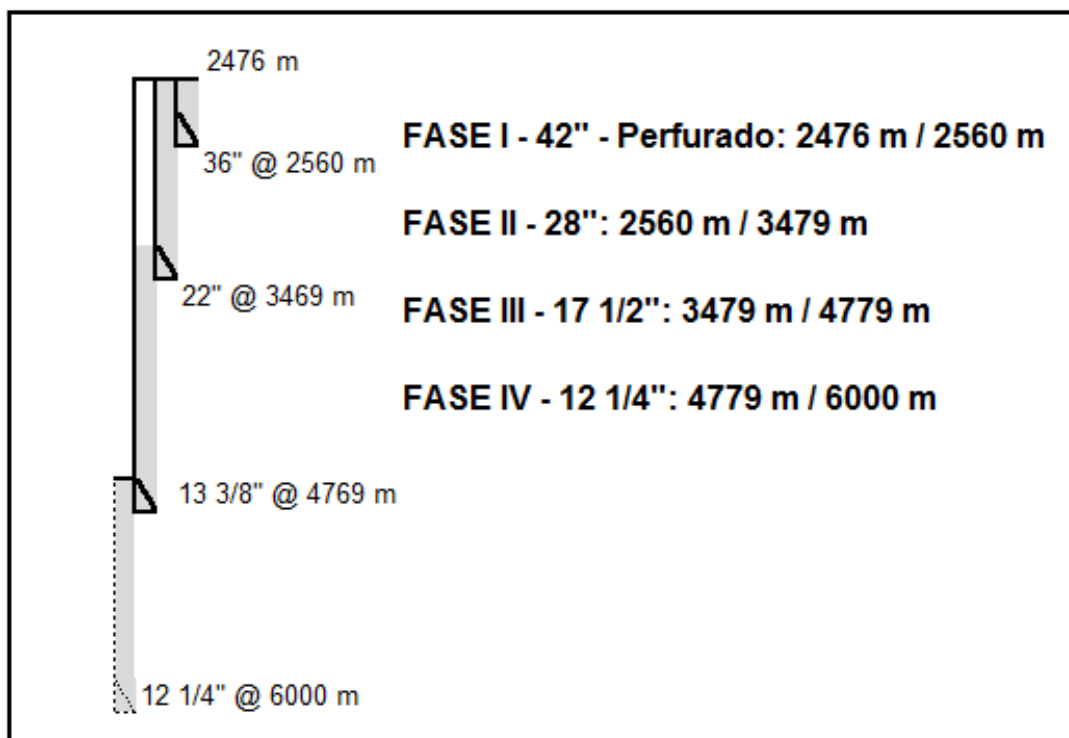 2476 m
FASE I - 42" - Perfurado: 2476 m / 2560 m
36" @ 2560 m
FASE II - 28": 2560 m / 3479 m
22" @ 3469 m
FASE III - 17 1/2": 3479 m / 4779 m
FASE IV - 12 1/4": 4779 m / 6000 m
13 3/8" @ 4769 m
12 1/4" @ 6000 m